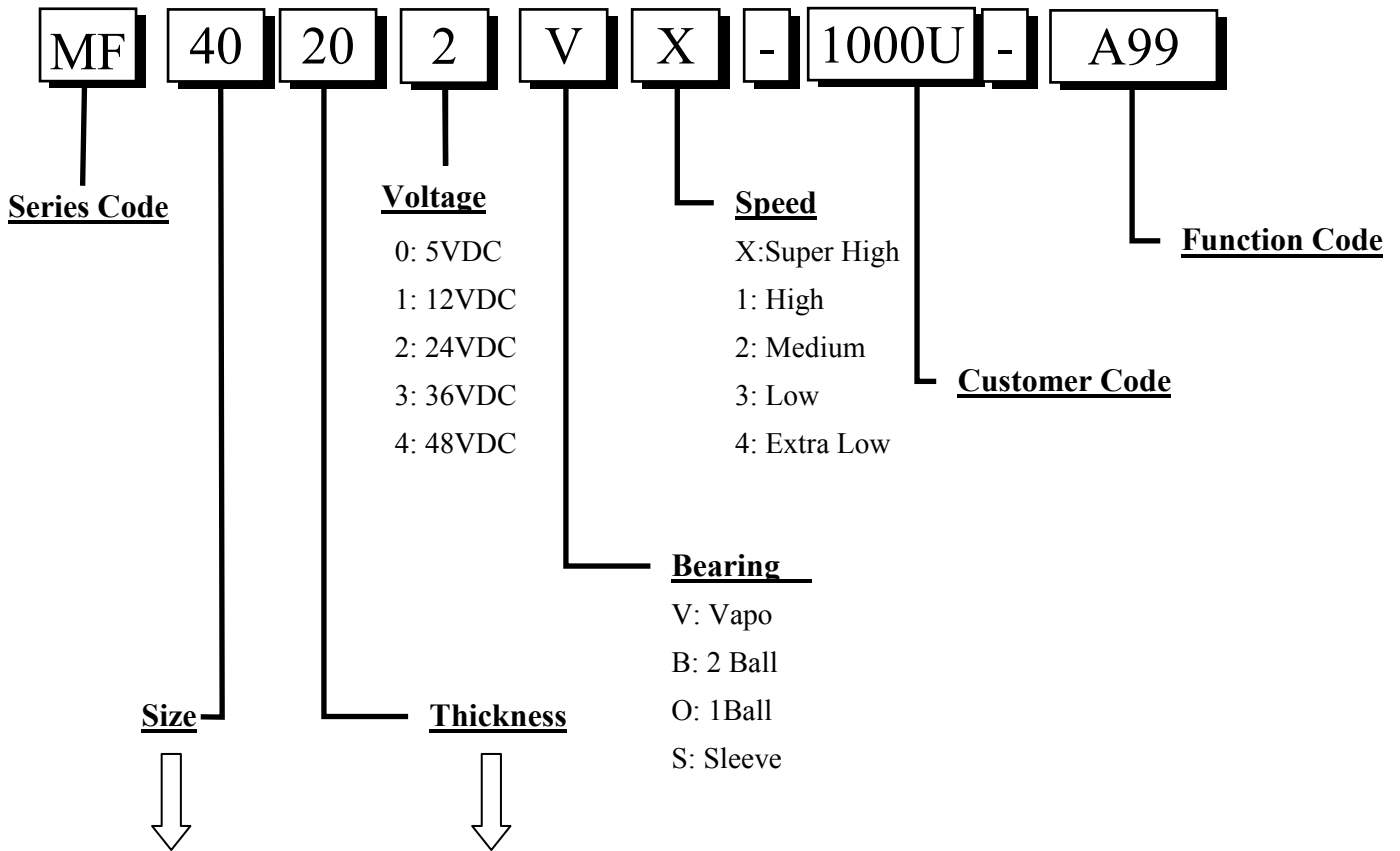 MF 40 20 2 V X - 1000U - A99
Series Code
Voltage
0: 5VDC
1: 12VDC
2: 24VDC
3: 36VDC
4: 48VDC
Speed
X:Super High
1: High
2: Medium
3: Low
4: Extra Low
Function Code
Customer Code
Bearing
V: Vapo
B: 2 Ball
O: 1Ball
S: Sleeve
Size
Thickness